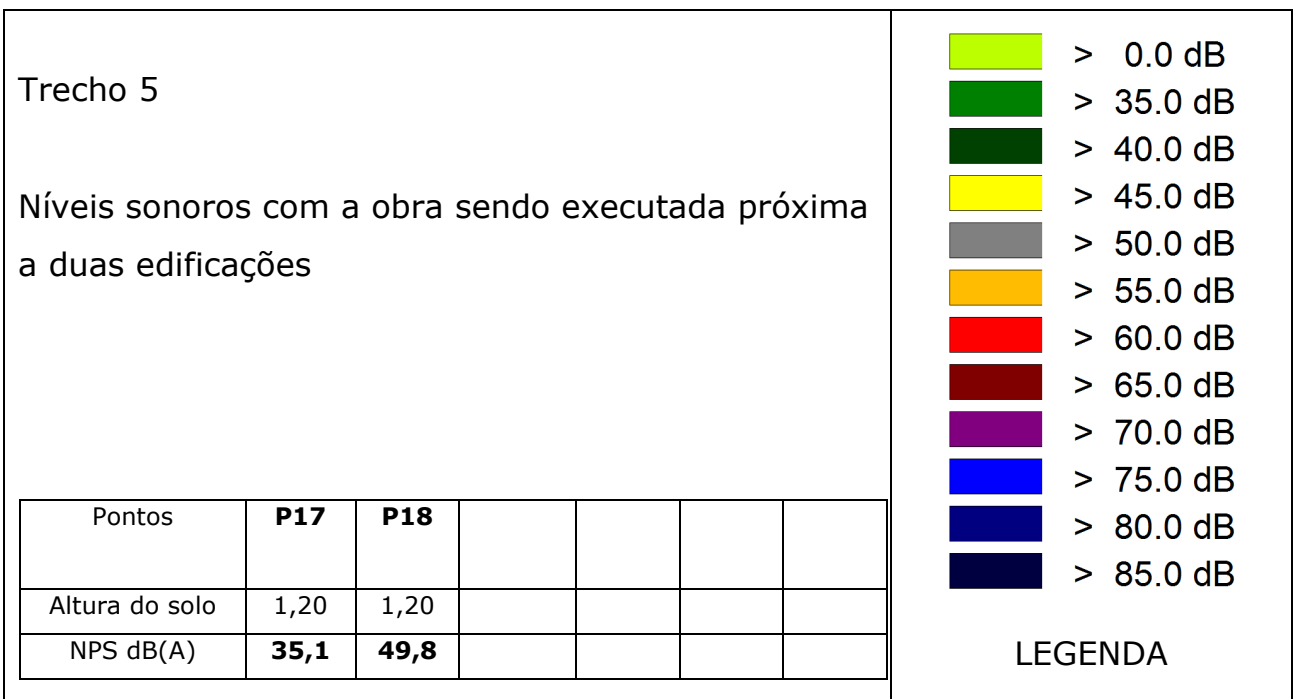 Trecho 5
Níveis sonoros com a obra sendo executada próxima
a duas edificações
Pontos P17 P18
Altura do solo 1,20 1,20
NPS dB(A) 35,1 49,8
> 0.0 dB
> 35.0 dB
> 40.0 dB
> 45.0 dB
> 50.0 dB
> 55.0 dB
> 60.0 dB
> 65.0 dB
> 70.0 dB
> 75.0 dB
> 80.0 dB
> 85.0 dB
LEGENDA